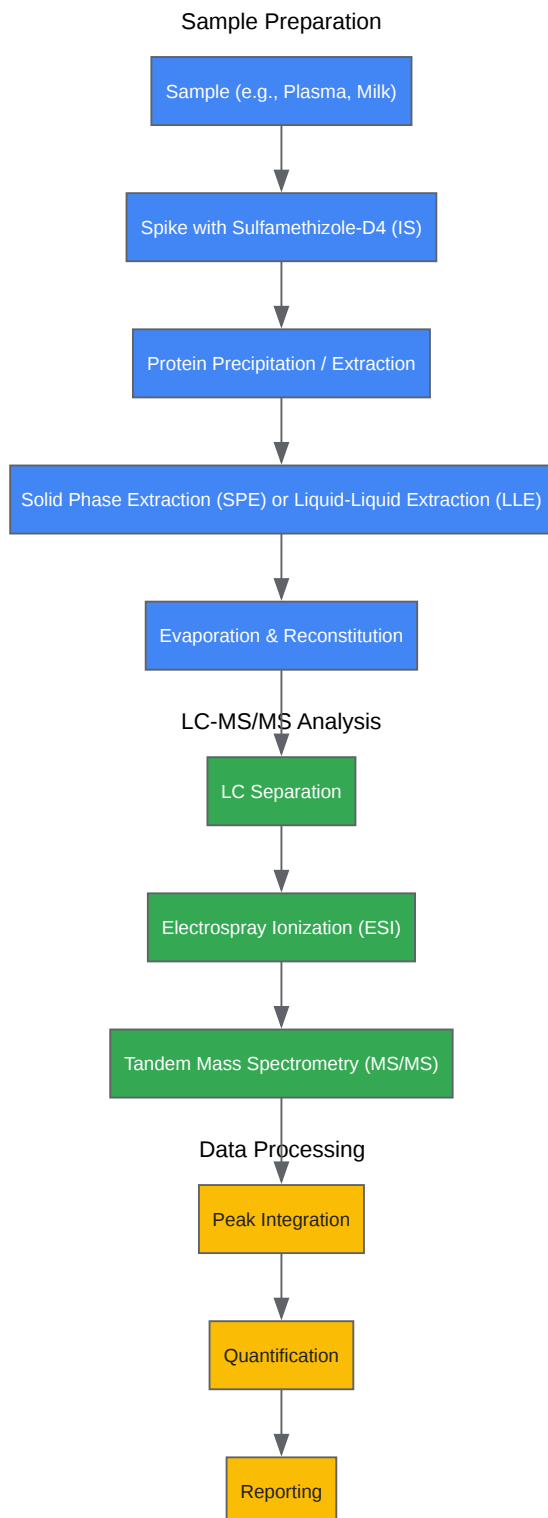 Sample Preparation
Sample (e.g., Plasma, Milk)
Spike with Sulfamethizole-D4 (IS)
Protein Precipitation / Extraction
Solid Phase Extraction (SPE) or Liquid-Liquid Extraction (LLE)
Evaporation & Reconstitution
LC-MS/MS Analysis
LC Separation
Electrospray Ionization (ESI)
Tandem Mass Spectrometry (MS/MS)
Data Processing
Peak Integration
Quantification
Reporting